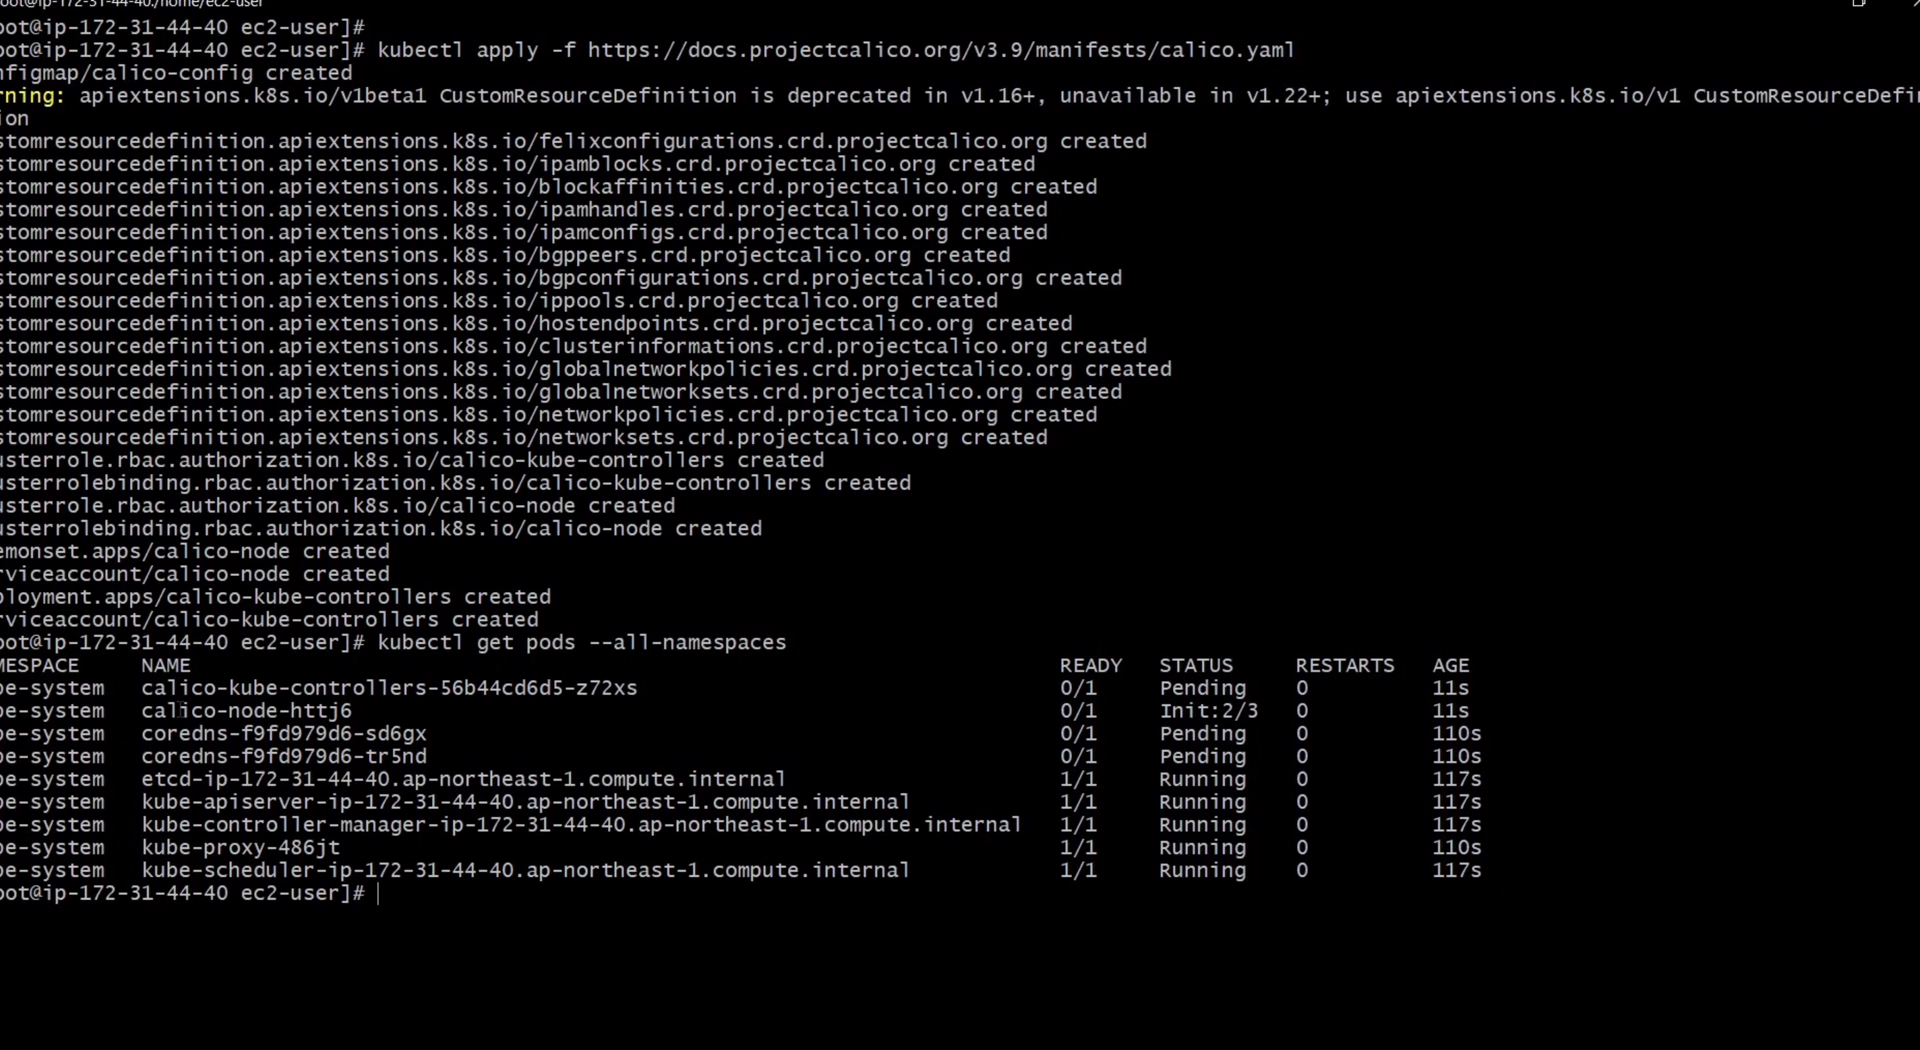 oot@ip-172-31-44-40:/home/ec2-user
oot@ip-172-31-44-40 ec2-user]#
oot@ip-172-31-44-40 ec2-user]# kubectl apply -f https://docs.projectcalico.org/v3.9/manifests/calico.yaml
nfigmap/calico-config created
rning: apiextensions.k8s.io/v1beta1 CustomResourceDefinition is deprecated in v1.16+, unavailable in v1.22+; use apiextensions.k8s.io/v1 CustomResourceDefin
ion
stomresourcedefinition.apiextensions.k8s.io/felixconfigurations.crd.projectcalico.org created
stomresourcedefinition.apiextensions.k8s.io/ipamblocks.crd.projectcalico.org created
stomresourcedefinition.apiextensions.k8s.io/blockaffinities.crd.projectcalico.org created
stomresourcedefinition.apiextensions.k8s.io/ipamhandles.crd.projectcalico.org created
stomresourcedefinition.apiextensions.k8s.io/ipamconfigs.crd.projectcalico.org created
stomresourcedefinition.apiextensions.k8s.io/bgppeers.crd.projectcalico.org created
stomresourcedefinition.apiextensions.k8s.io/bgpconfigurations.crd.projectcalico.org created
stomresourcedefinition.apiextensions.k8s.io/ippools.crd.projectcalico.org created
stomresourcedefinition.apiextensions.k8s.io/hostendpoints.crd.projectcalico.org created
stomresourcedefinition.apiextensions.k8s.io/clusterinformations.crd.projectcalico.org created
stomresourcedefinition.apiextensions.k8s.io/globalnetworkpolicies.crd.projectcalico.org created
stomresourcedefinition.apiextensions.k8s.io/globalnetworksets.crd.projectcalico.org created
stomresourcedefinition.apiextensions.k8s.io/networkpolicies.crd.projectcalico.org created
stomresourcedefinition.apiextensions.k8s.io/networksets.crd.projectcalico.org created
usterrole.rbac.authorization.k8s.io/calico-kube-controllers created
usterrolebinding.rbac.authorization.k8s.io/calico-kube-controllers created
usterrole.rbac.authorization.k8s.io/calico-node created
usterrolebinding.rbac.authorization.k8s.io/calico-node created
emonset.apps/calico-node created
rviceaccount/calico-node created
ployment.apps/calico-kube-controllers created
rviceaccount/calico-kube-controllers created
oot@ip-172-31-44-40 ec2-user]# kubectl get pods --all-namespaces
MESPACE NAME READY STATUS RESTARTS AGE
be-system calico-kube-controllers-56b44cd6d5-z72xs 0/1 Pending 0 11s
be-system calico-node-httj6 0/1 Init:2/3 0 11s
be-system coredns-f9fd979d6-sd6gx 0/1 Pending 0 110s
be-system coredns-f9fd979d6-tr5nd 0/1 Pending 0 110s
be-system etcd-ip-172-31-44-40.ap-northeast-1.compute.internal 1/1 Running 0 117s
be-system kube-apiserver-ip-172-31-44-40.ap-northeast-1.compute.internal 1/1 Running 0 117s
be-system kube-controller-manager-ip-172-31-44-40.ap-northeast-1.compute.internal 1/1 Running 0 117s
be-system kube-proxy-486jt 1/1 Running 0 110s
be-system kube-scheduler-ip-172-31-44-40.ap-northeast-1.compute.internal 1/1 Running 0 117s
oot@ip-172-31-44-40 ec2-user]#